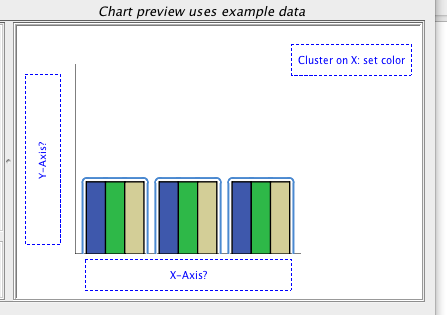 Chart preview uses example data
Cluster on X: set color
Y-Axis?
X-Axis?